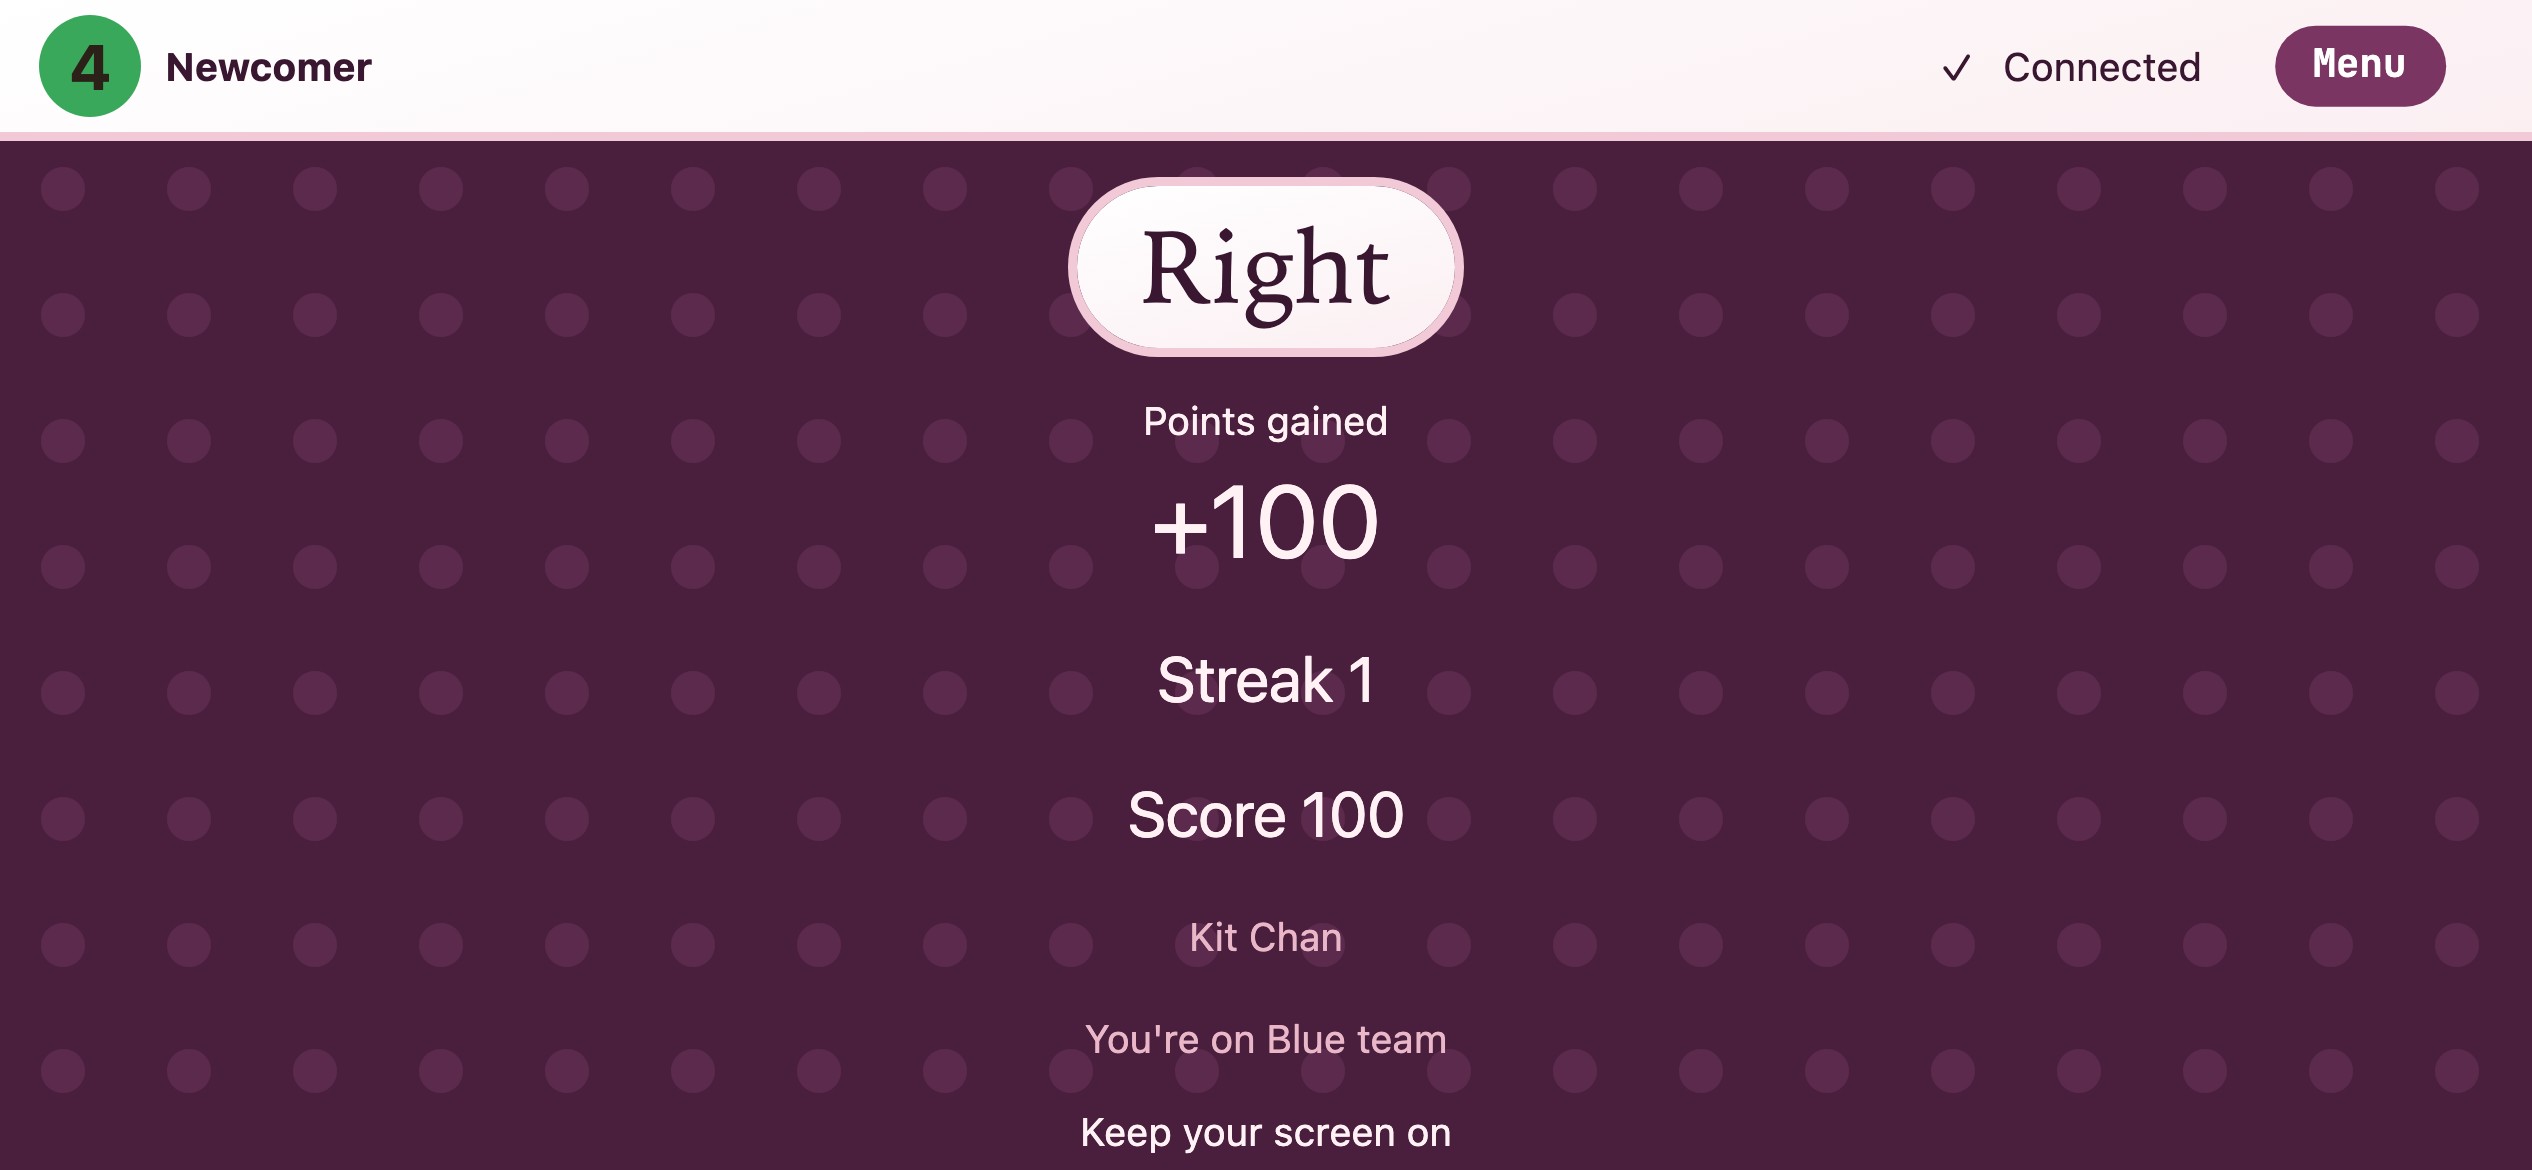 4 Newcomer
✓ Connected
Menu
Right
Points gained
+100
Streak 1
Score 100
Kit Chan
You're on Blue team
Keep your screen on